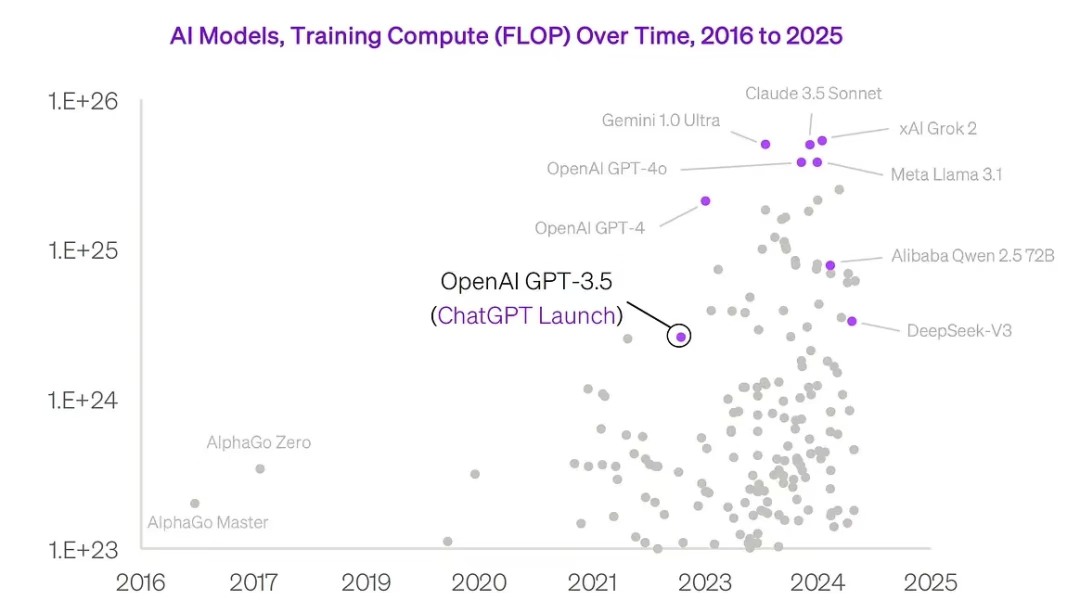 AI Models, Training Compute (FLOP) Over Time, 2016 to 2025
1.E+26
Claude 3.5 Sonnet
Gemini 1.0 Ultra
xAI Grok 2
OpenAI GPT-4o
Meta Llama 3.1
OpenAI GPT-4
1.E+25
Alibaba Qwen 2.5 72B
OpenAI GPT-3.5
(ChatGPT Launch)
DeepSeek-V3
1.E+24
AlphaGo Zero
AlphaGo Master
1.E+23
2016 2017 2019 2020 2021 2023 2024 2025